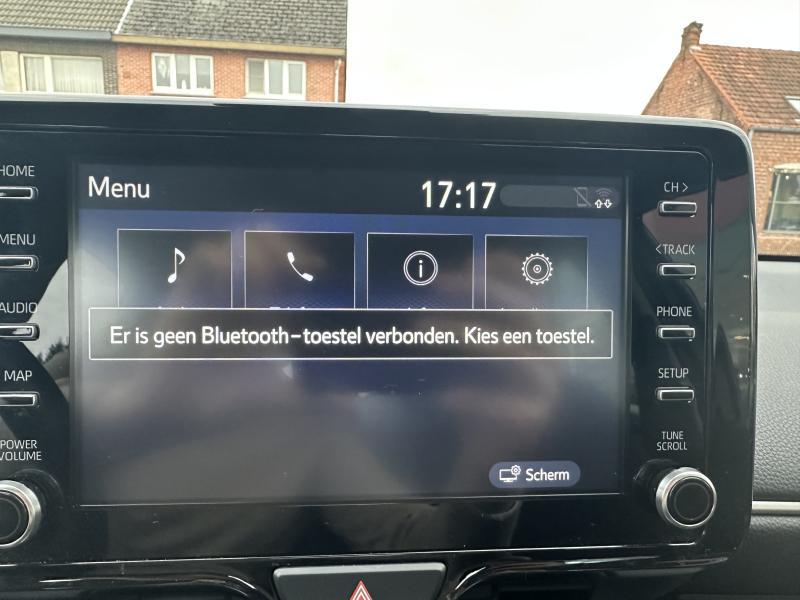 HOME
MENU
AUDIO
MAP
POWER
VOLUME
Menu
17:17
Er is geen Bluetooth-toestel verbonden. Kies een toestel.
Scherm
CH >
<TRACK
PHONE
SETUP
TUNE
SCROLL